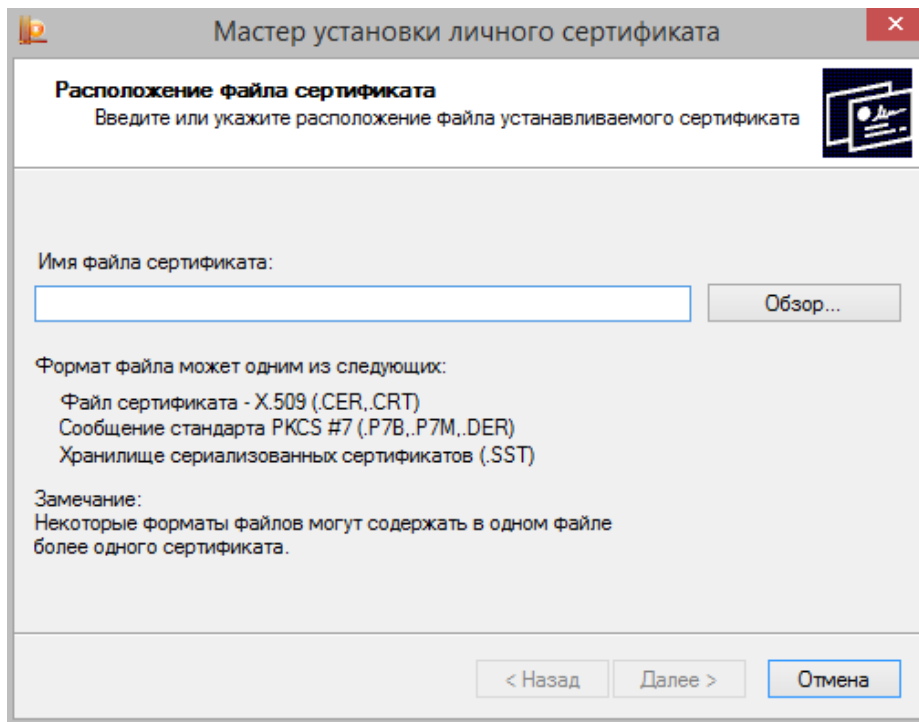 Мастер установки личного сертификата
Расположение файла сертификата
Введите или укажите расположение файла устанавливаемого сертификата
Имя файла сертификата:
Обзор...
Формат файла может одним из следующих:
Файл сертификата - X.509 (.CER,.CRT)
Сообщение стандарта PKCS #7 (.P7B,.P7M,.DER)
Хранилище сериализованных сертификатов (.SST)
Замечание:
Некоторые форматы файлов могут содержать в одном файле
более одного сертификата.
< Назад
Далее >
Отмена